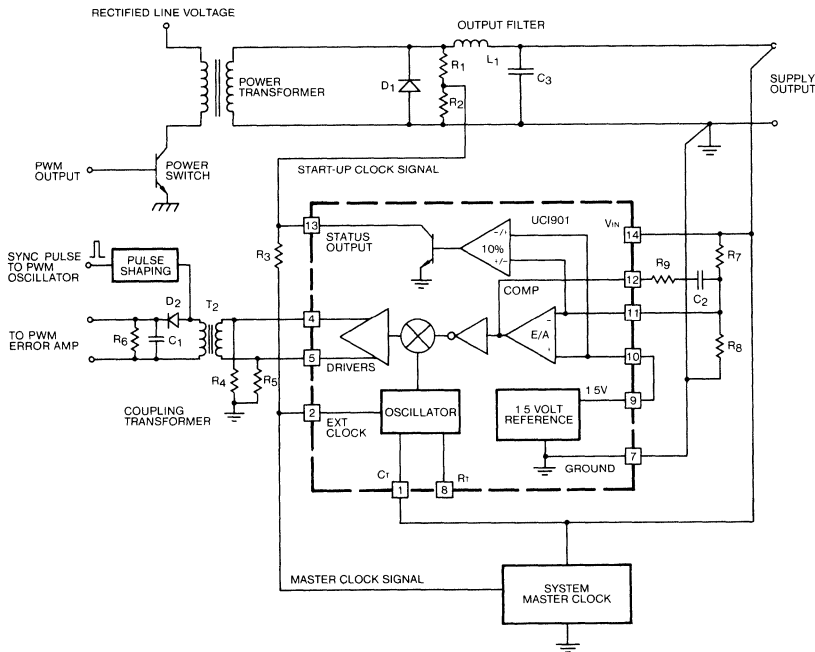 RECTIFIED LINE VOLTAGE
OUTPUT FILTER
POWER
TRANSFORMER
D1
R1
R2
L1
C3
SUPPLY
OUTPUT
PWM
OUTPUT
POWER
SWITCH
START-UP CLOCK SIGNAL
UCI901
13
STATUS
OUTPUT
-/+
10%
+/-
VIN
14
R7
R3
SYNC PULSE
TO PWM
OSCILLATOR
PULSE
SHAPING
12
R9
C2
COMP
D2
T2
4
11
TO PWM
ERROR AMP
R6
C1
-
E/A
+
R8
5
DRIVERS
10
R4
R5
1 5V
9
COUPLING
TRANSFORMER
2
EXT
CLOCK
OSCILLATOR
1 5 VOLT
REFERENCE
GROUND
7
CT
RT
1
8
MASTER CLOCK SIGNAL
SYSTEM
MASTER CLOCK